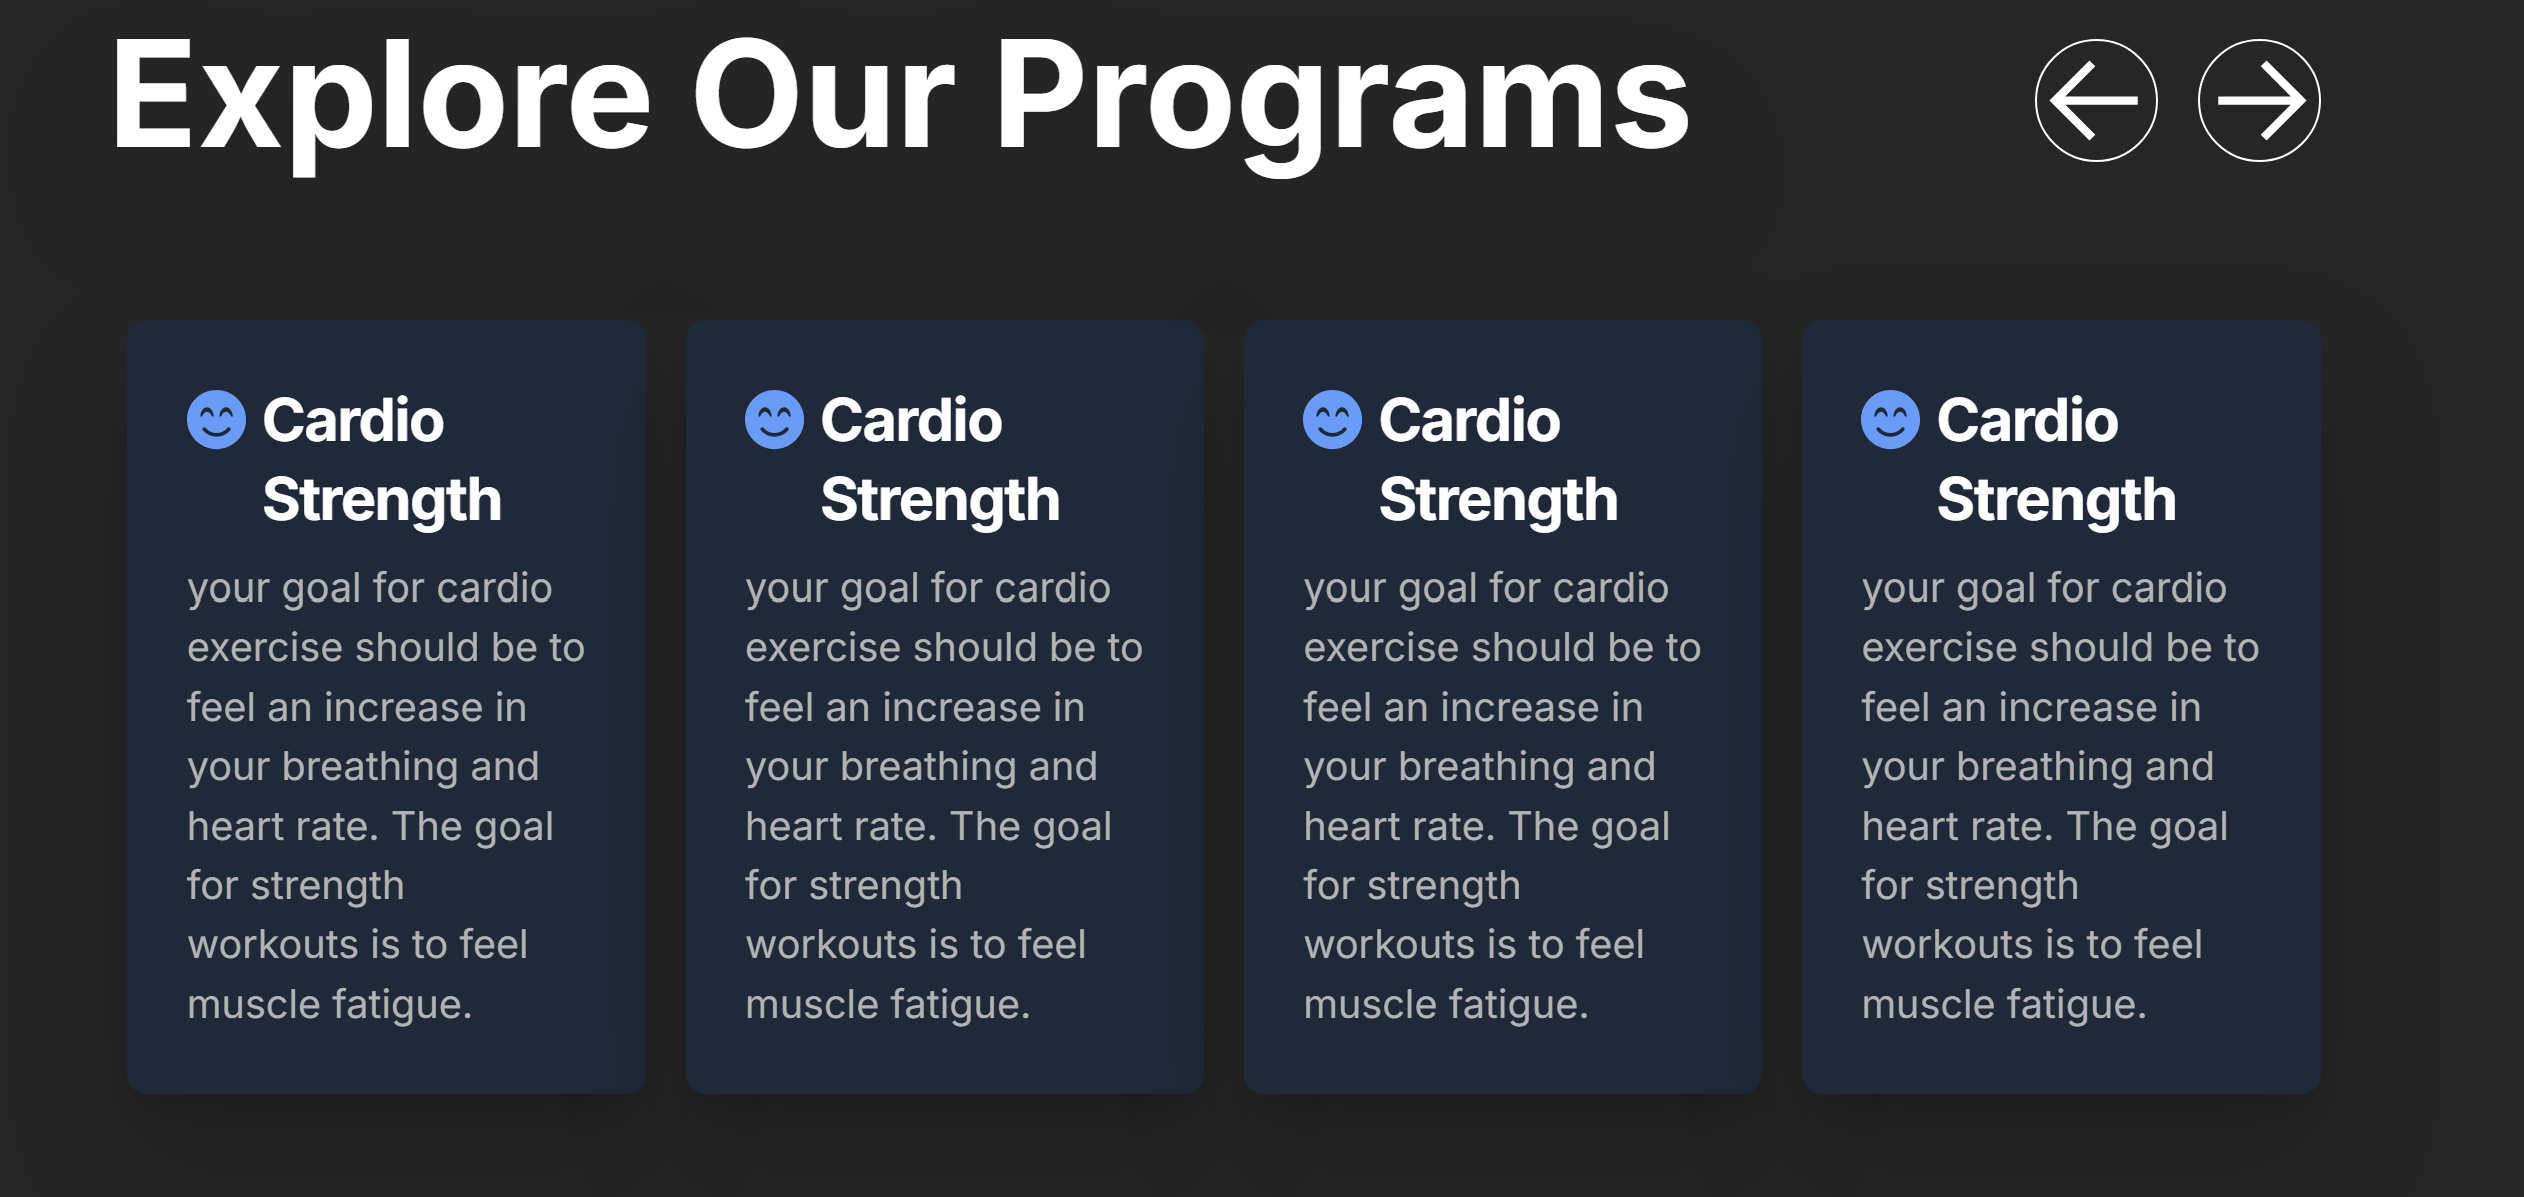 Explore Our Programs
Cardio
Strength
your goal for cardio
exercise should be to
feel an increase in
your breathing and
heart rate. The goal
for strength
workouts is to feel
muscle fatigue.
Cardio
Strength
your goal for cardio
exercise should be to
feel an increase in
your breathing and
heart rate. The goal
for strength
workouts is to feel
muscle fatigue.
Cardio
Strength
your goal for cardio
exercise should be to
feel an increase in
your breathing and
heart rate. The goal
for strength
workouts is to feel
muscle fatigue.
Cardio
Strength
your goal for cardio
exercise should be to
feel an increase in
your breathing and
heart rate. The goal
for strength
workouts is to feel
muscle fatigue.